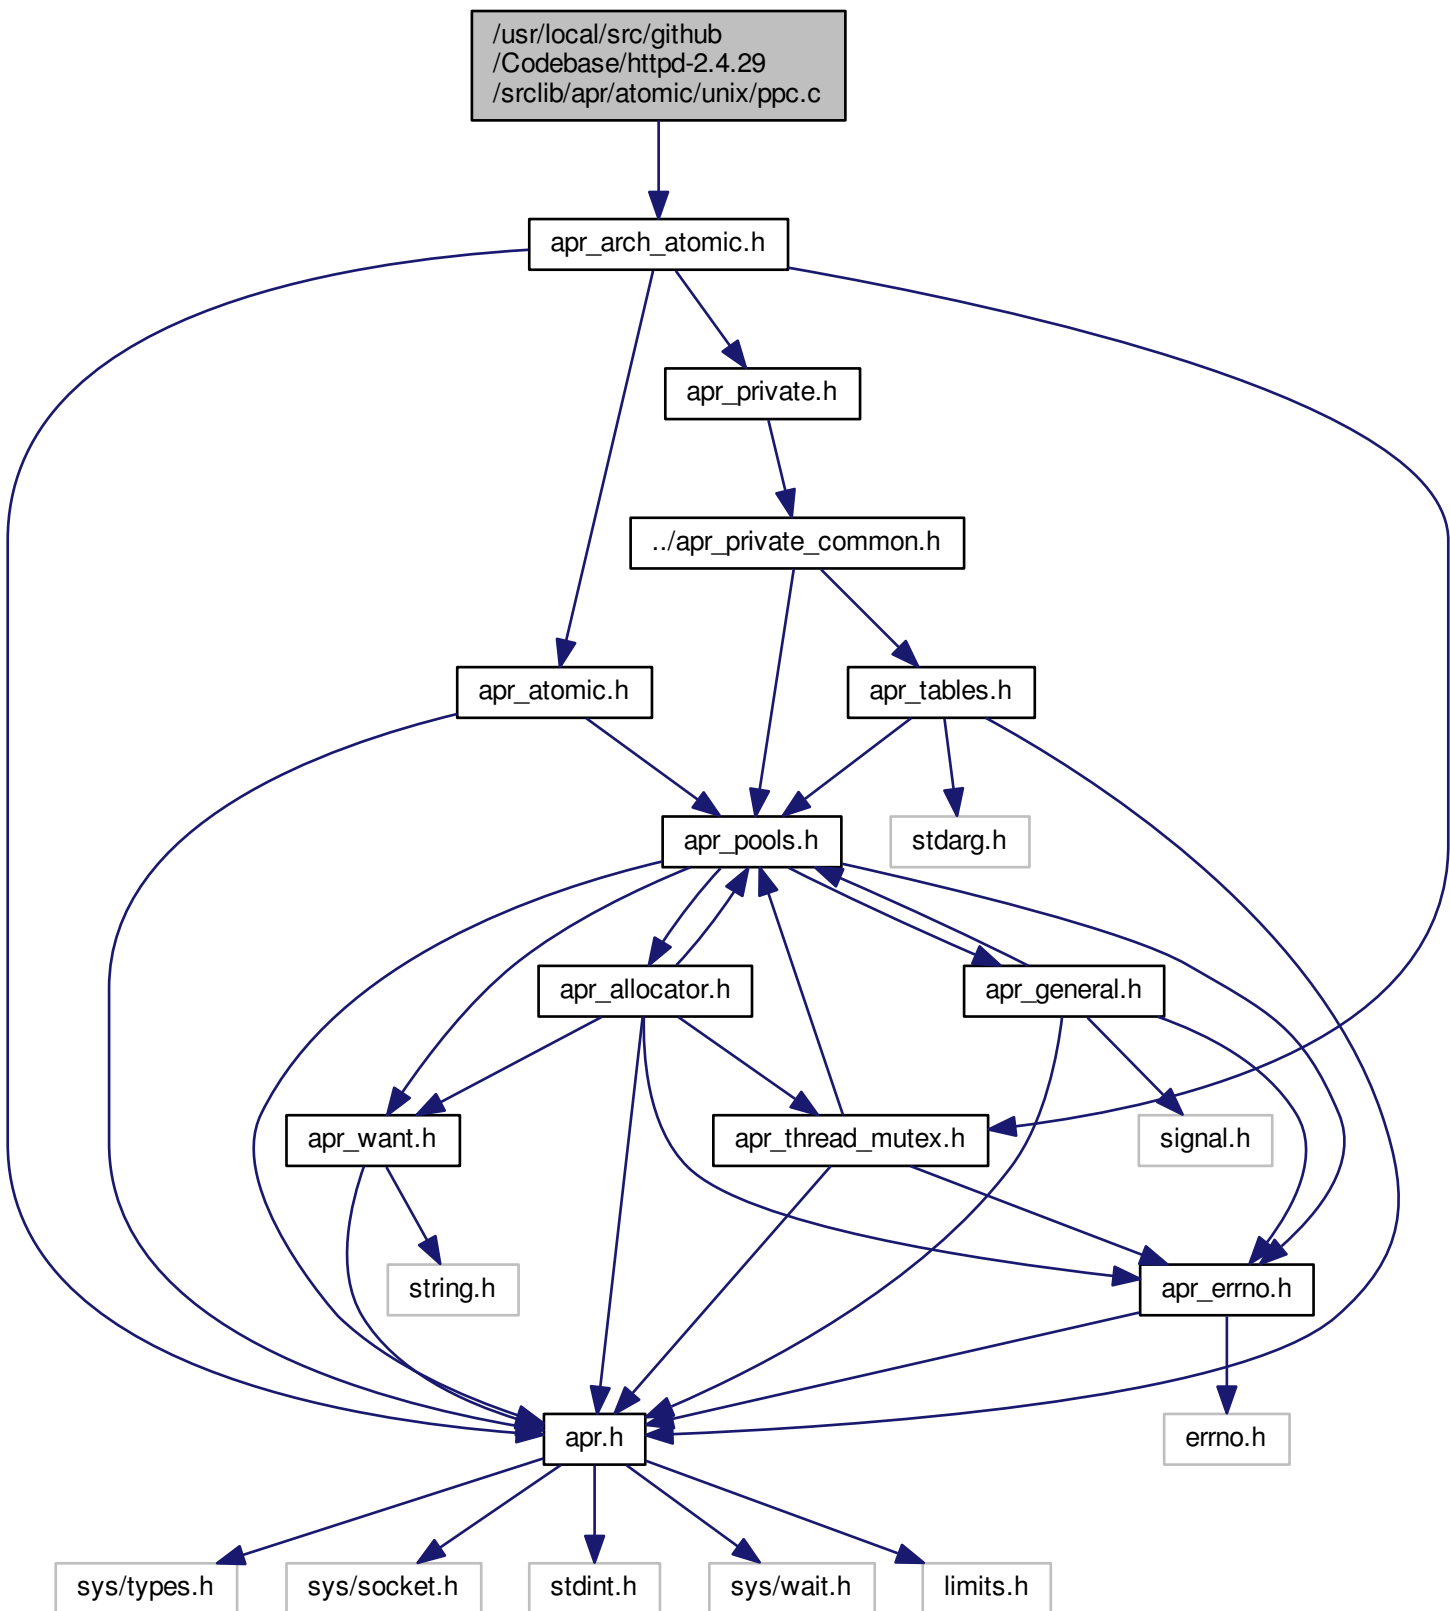 /usr/local/src/github
/Codebase/httpd-2.4.29
/srclib/apr/atomic/unix/ppc.c
apr_arch_atomic.h
apr_private.h
../apr_private_common.h
apr_atomic.h
apr_tables.h
apr_pools.h
stdarg.h
apr_allocator.h
apr_general.h
apr_want.h
apr_thread_mutex.h
signal.h
string.h
apr_errno.h
apr.h
errno.h
sys/types.h
sys/socket.h
stdint.h
sys/wait.h
limits.h